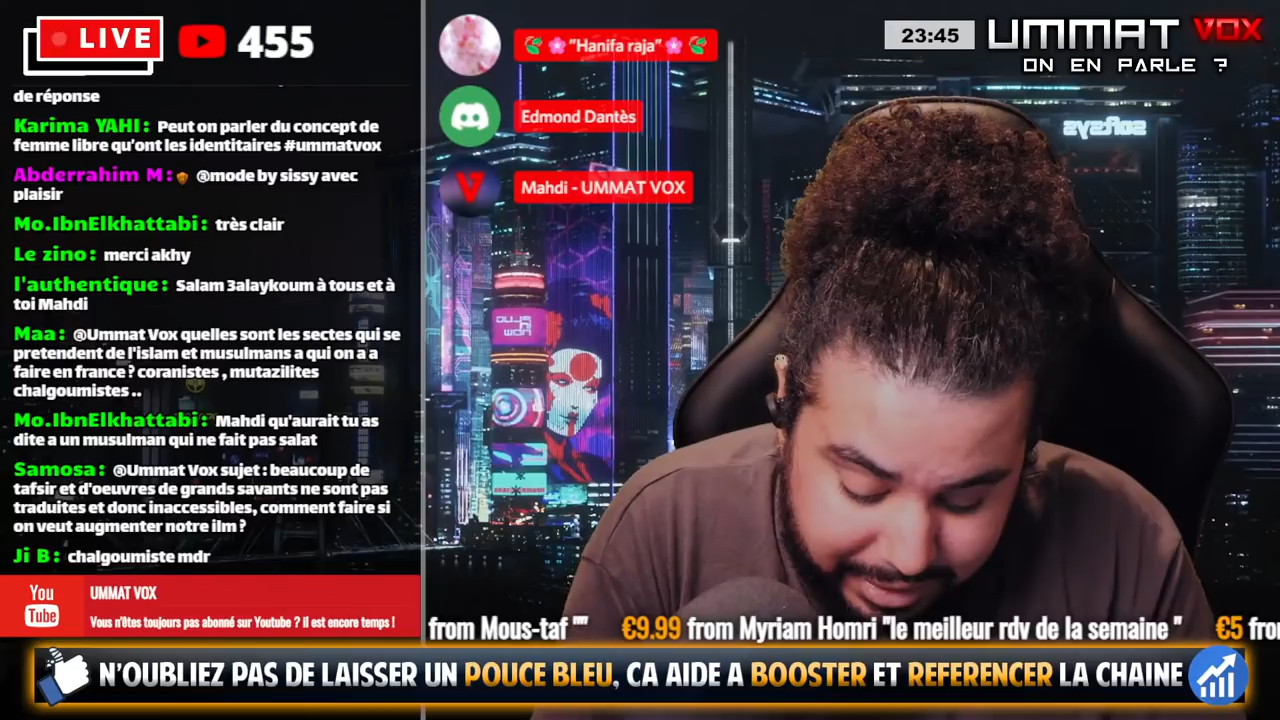 LIVE
455
de réponse
Karima YAHI : Peut on parler du concept de
femme libre qu'ont les identitaires #ummatvox
Abderrahim M : @mode by sissy avec
plaisir
Mo.IbnElkhattabi : très clair
Le zino : merci akhy
l'authentique : Salam 3alaykoum à tous et à
toi Mahdi
Maa : @Ummat Vox quelles sont les sectes qui se
pretendent de l'islam et musulmans a qui on a a
faire en france ? coranistes , mutazilites
chalgoumistes ..
Mo.IbnElkhattabi : Mahdi qu'aurait tu as
dite a un musulman qui ne fait pas salat
Samosa : @Ummat Vox sujet : beaucoup de
tafsir et d'oeuvres de grands savants ne sont pas
traduites et donc inaccessibles, comment faire si
on veut augmenter notre ilm ?
Ji B : chalgoumiste mdr
You
Tube
UMMAT VOX
Vous n'êtes toujours pas abonné sur Youtube ? il est encore temps !
"Hanifa raja"
Edmond Dantès
Mahdi - UMMAT VOX
23:45
UMMAT VOX
ON EN PARLE ?
from Mous-taf "" €9.99 from Myriam Homri "le meilleur rdv de la semaine " €5 from
N'OUBLIEZ PAS DE LAISSER UN POUCE BLEU, CA AIDE A BOOSTER ET REFERENCER LA CHAINE